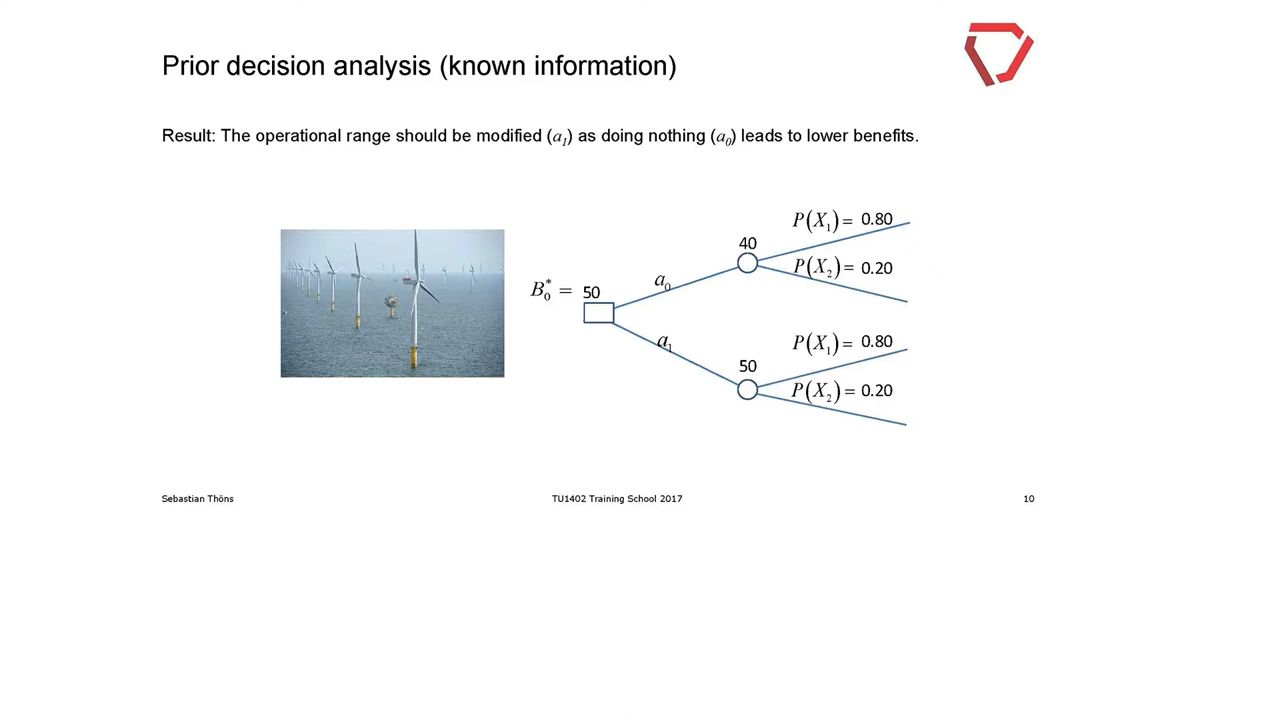 Prior decision analysis (known information)
Result: The operational range should be modified (a₁) as doing nothing (a₀) leads to lower benefits.
P(X₁) = 0.80
40
P(X₂) = 0.20
a₀
B₀* = 50
a₁
P(X₁) = 0.80
50
P(X₂) = 0.20
Sebastian Thöns
TU1402 Training School 2017
10